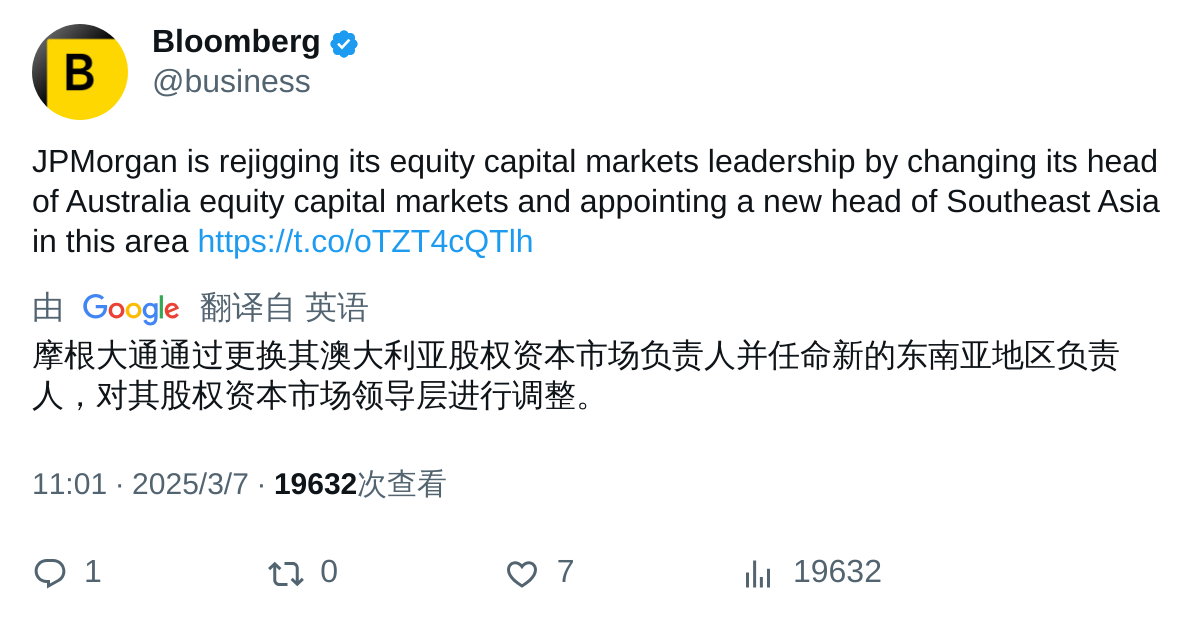 B
Bloomberg
@business
JPMorgan is rejigging its equity capital markets leadership by changing its head
of Australia equity capital markets and appointing a new head of Southeast Asia
in this area https://t.co/oTZT4cQTlh
由 Google 翻译自 英语
摩根大通通过更换其澳大利亚股权资本市场负责人并任命新的东南亚地区负责
人，对其股权资本市场领导层进行调整。
11:01 · 2025/3/7 · 19632次查看
1 0 7 19632